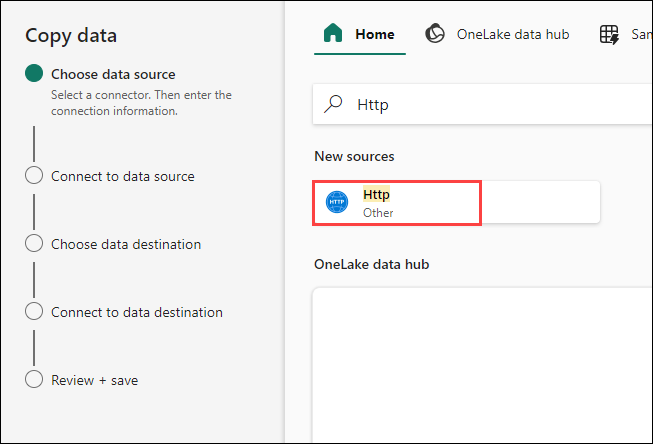 Copy data
Choose data source
Select a connector. Then enter the
connection information.
Connect to data source
Choose data destination
Connect to data destination
Review + save
Home
OneLake data hub
Http
New sources
HTTP
Http
Other
OneLake data hub